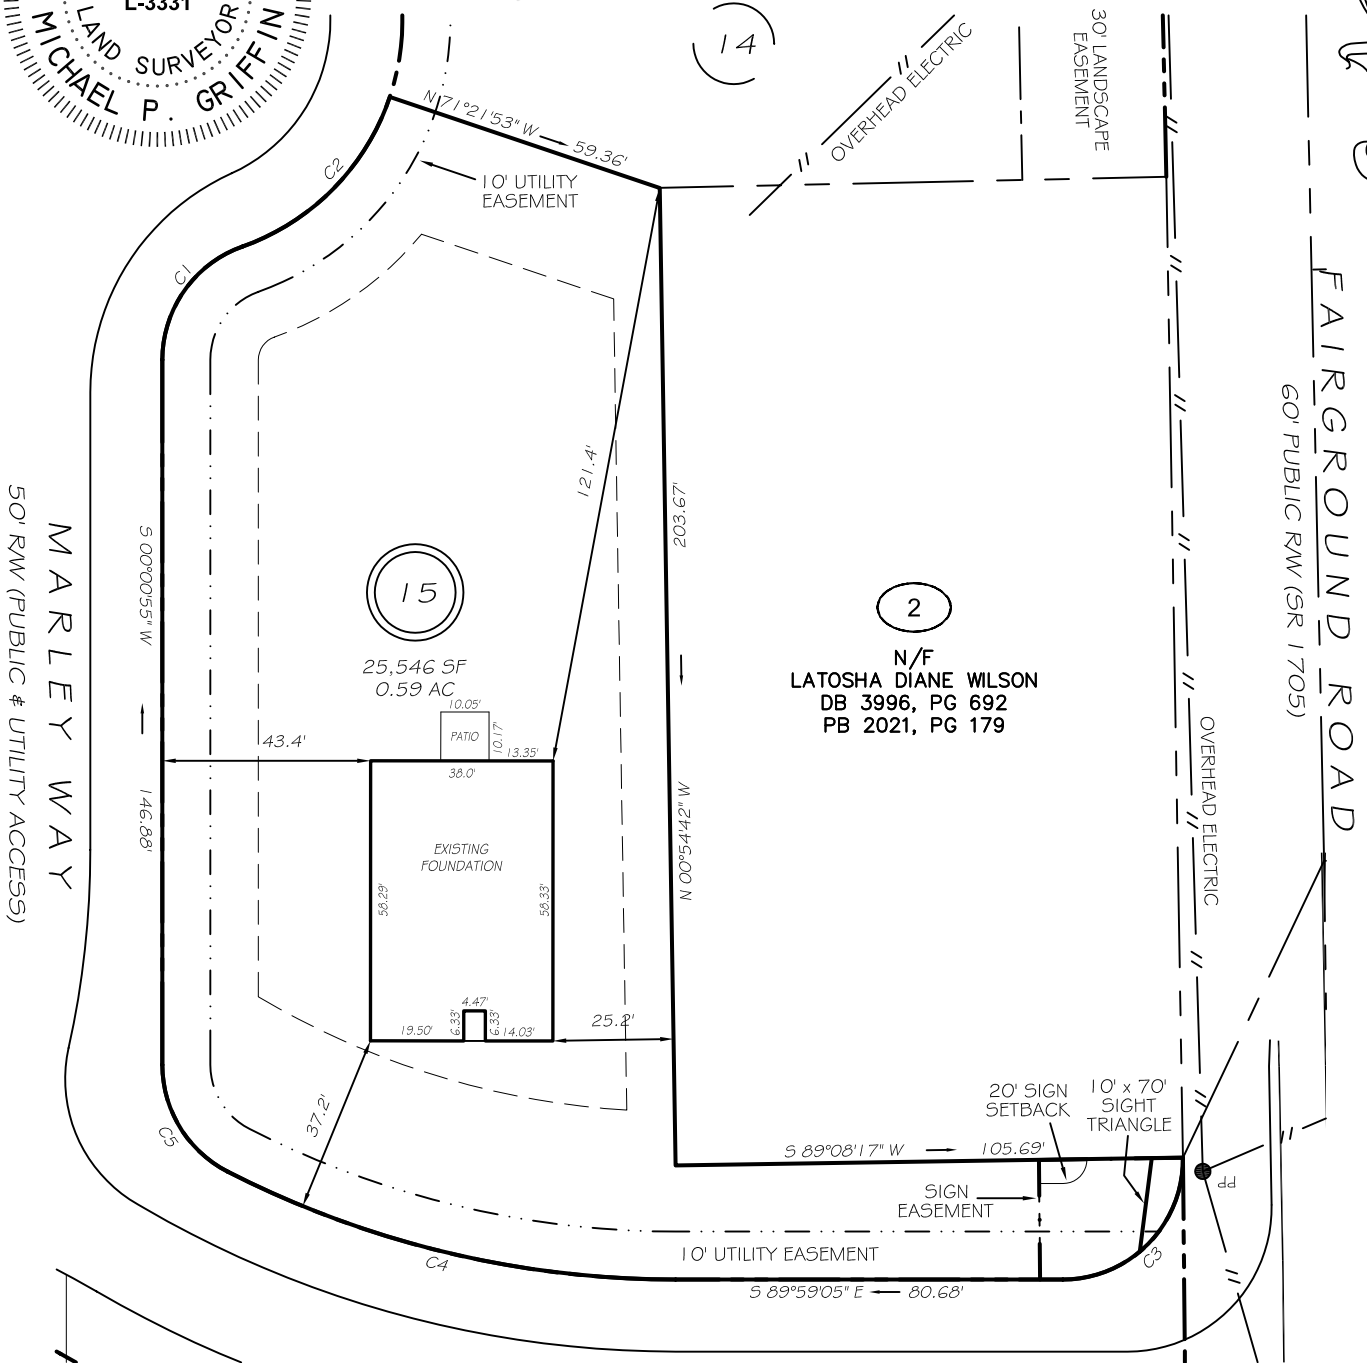 L-3331
LAND SURVEYOR
MICHAEL P. GRIFFIN
14
OVERHEAD ELECTRIC
30' LANDSCAPE
EASEMENT
N 71°21'53" W
59.36'
C2
10' UTILITY
EASEMENT
C1
FAIRGROUND ROAD
60' PUBLIC R/W (SR 1705)
121.4'
203.67'
S 00°00'55" W
146.88'
MARLEY WAY
50' R/W (PUBLIC & UTILITY ACCESS)
15
25,546 SF
0.59 AC
2
N/F
LATOSHA DIANE WILSON
DB 3996, PG 692
PB 2021, PG 179
10.05'
PATIO
10.17'
13.35'
43.4'
38.0'
N 00°54'42" W
OVERHEAD ELECTRIC
EXISTING
FOUNDATION
58.29'
58.33'
4.47'
19.50'
6.33'
6.33'
14.03'
25.2'
37.2'
C5
20' SIGN
SETBACK
10' x 70'
SIGHT
TRIANGLE
S 89°08'17" W
105.69'
SIGN
EASEMENT
PP
10' UTILITY EASEMENT
C3
C4
S 89°59'05" E
80.68'